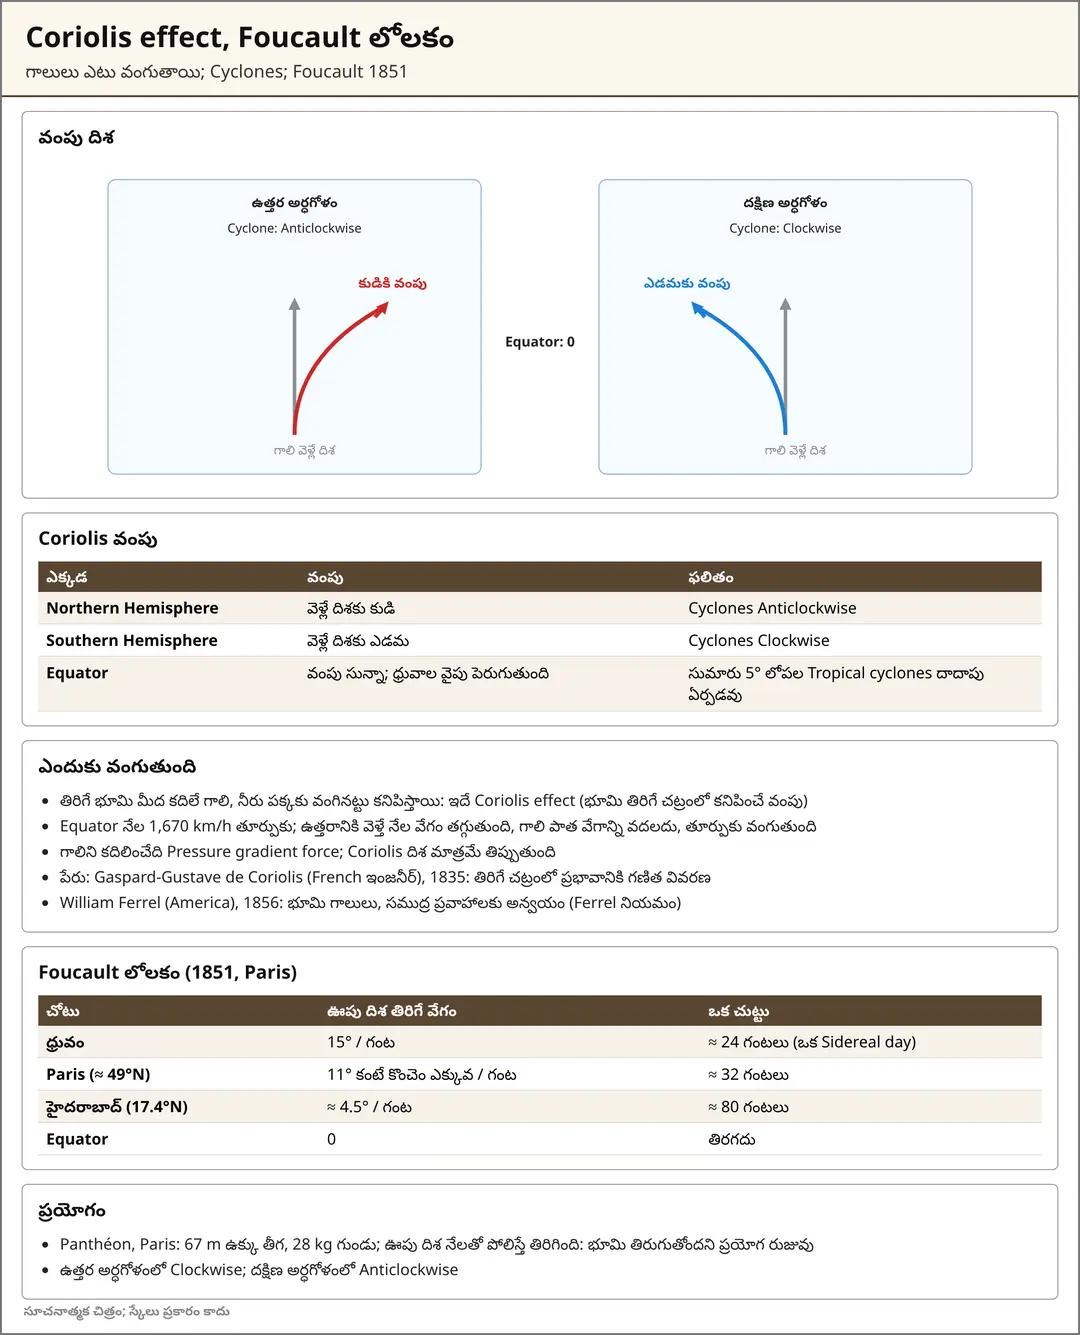 Coriolis effect, Foucault లోలకం
గాలులు ఎటు వంగుతాయి; Cyclones; Foucault 1851
వంపు దిశ
ఉత్తర అర్ధగోళం
Cyclone: Anticlockwise
కుడికి వంపు
గాలి వెళ్లే దిశ
Equator: 0
దక్షిణ అర్ధగోళం
Cyclone: Clockwise
ఎడమకు వంపు
గాలి వెళ్లే దిశ
Coriolis వంపు
ఎక్కడ వంపు ఫలితం
Northern Hemisphere వెళ్లే దిశకు కుడి Cyclones Anticlockwise
Southern Hemisphere వెళ్లే దిశకు ఎడమ Cyclones Clockwise
Equator వంపు సున్నా; ధ్రువాల వైపు పెరుగుతుంది సుమారు 5° లోపల Tropical cyclones దాదాపు
ఏర్పడవు
ఎందుకు వంగుతుంది
• తిరిగే భూమి మీద కదిలే గాలి, నీరు పక్కకు వంగినట్టు కనిపిస్తాయి: ఇదే Coriolis effect (భూమి తిరిగే చట్రంలో కనిపించే వంపు)
• Equator నేల 1,670 km/h తూర్పుకు; ఉత్తరానికి వెళ్తే నేల వేగం తగ్గుతుంది, గాలి పాత వేగాన్ని వదలదు, తూర్పుకు వంగుతుంది
• గాలిని కదిలించేది Pressure gradient force; Coriolis దిశ మాత్రమే తిప్పుతుంది
• పేరు: Gaspard-Gustave de Coriolis (French ఇంజనీర్), 1835: తిరిగే చట్రంలో ప్రభావానికి గణిత వివరణ
• William Ferrel (America), 1856: భూమి గాలులు, సముద్ర ప్రవాహాలకు అన్వయం (Ferrel నియమం)
Foucault లోలకం (1851, Paris)
చోటు ఊపు దిశ తిరిగే వేగం ఒక చుట్టు
ధ్రువం 15° / గంట ≈ 24 గంటలు (ఒక Sidereal day)
Paris (≈ 49°N) 11° కంటే కొంచెం ఎక్కువ / గంట ≈ 32 గంటలు
హైదరాబాద్ (17.4°N) ≈ 4.5° / గంట ≈ 80 గంటలు
Equator 0 తిరగదు
ప్రయోగం
• Panthéon, Paris: 67 m ఉక్కు తీగ, 28 kg గుండు; ఊపు దిశ నేలతో పోలిస్తే తిరిగింది: భూమి తిరుగుతోందని ప్రయోగ రుజువు
• ఉత్తర అర్ధగోళంలో Clockwise; దక్షిణ అర్ధగోళంలో Anticlockwise
సూచనాత్మక చిత్రం; స్కేలు ప్రకారం కాదు